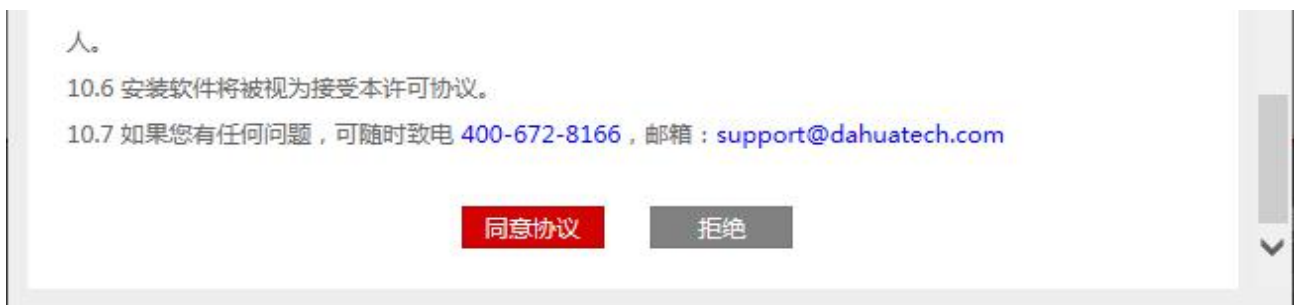 人。
10.6 安装软件将被视为接受本许可协议。
10.7 如果您有任何问题，可随时致电 400-672-8166，邮箱：support@dahuatech.com
同意协议 拒绝